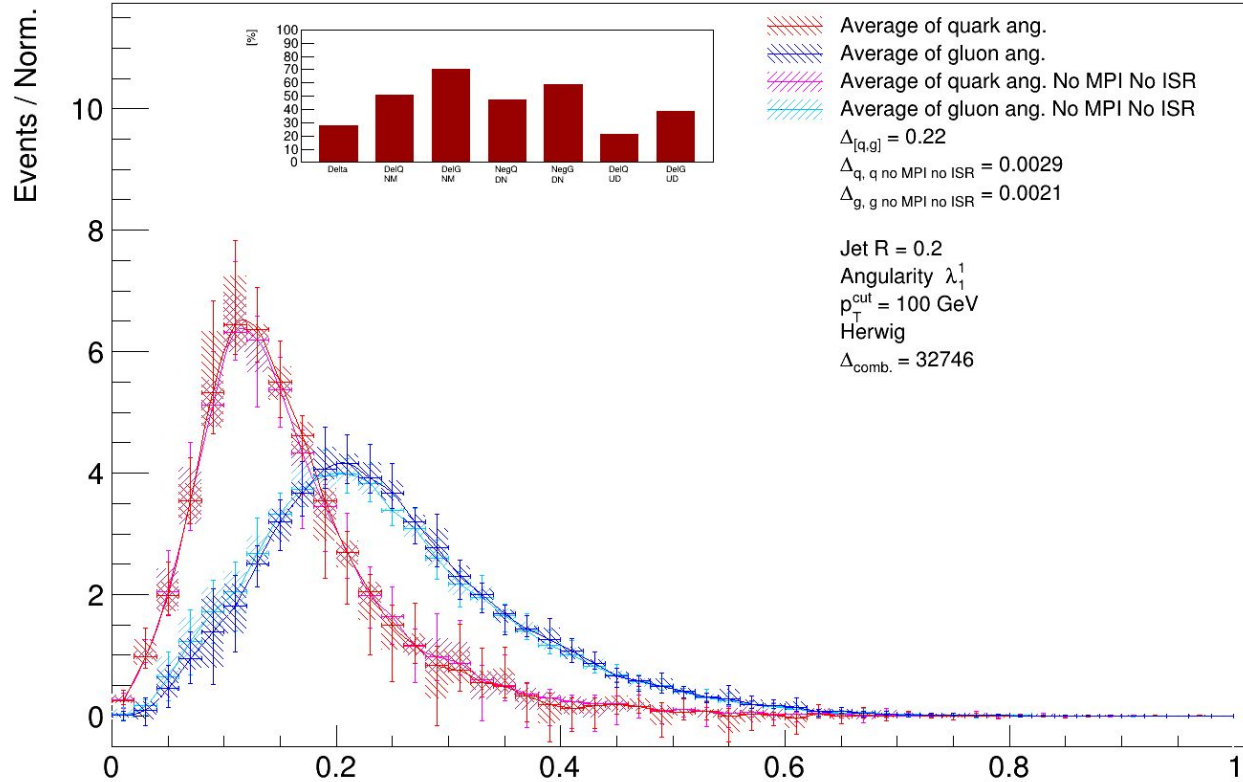 Events / Norm.
10
8
6
4
2
0
0 0.2 0.4 0.6 0.8 1
[%]
100
90
80
70
60
50
40
30
20
10
0
Delta DelQ DelG NegQ NegG DelQ DelG
NM NM DN DN UD UD
Average of quark ang.
Average of gluon ang.
Average of quark ang. No MPI No ISR
Average of gluon ang. No MPI No ISR
Δ[q,g] = 0.22
Δq, q no MPI no ISR = 0.0029
Δg, g no MPI no ISR = 0.0021
Jet R = 0.2
Angularity λ¹₁
p_T^cut = 100 GeV
Herwig
Δcomb. = 32746